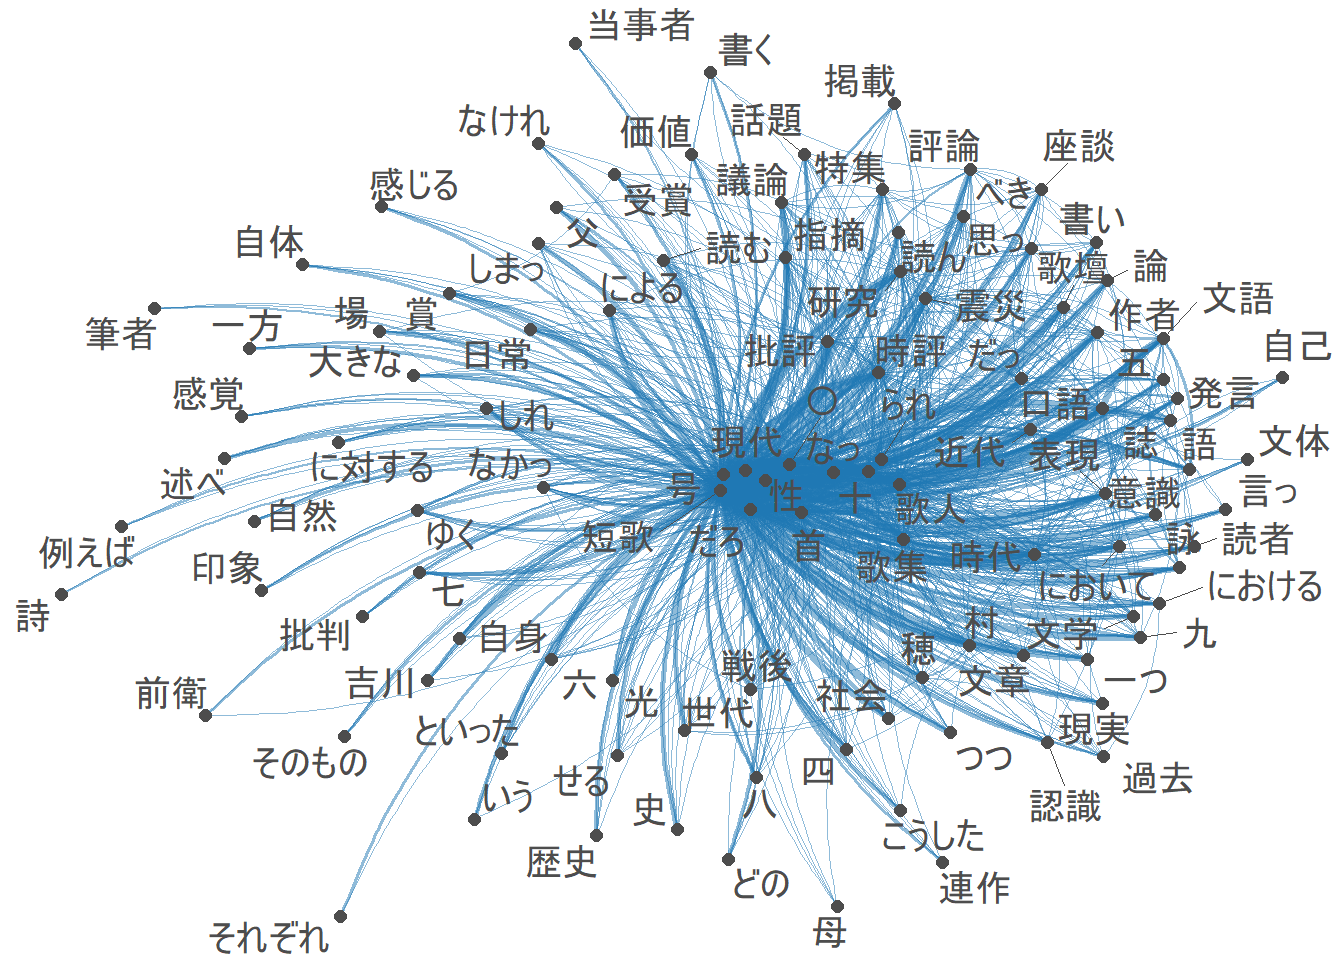 当事者
書く
掲載
なけれ
価値
話題
評論
座談
感じる
受賞
議論
特集
べき
書い
自体
父
読む
指摘
読ん
思っ
歌壇
論
しまっ
による
研究
震災
作者
文語
筆者
一方
場
賞
大きな
日常
批評
時評
だっ
五
自己
感覚
しれ
〇
られ
口語
発言
に対する
なかっ
現代
なっ
近代
表現
誌
語
文体
述べ
自然
号
性
十
歌人
意識
言っ
例えば
印象
ゆく
短歌
だろ
首
歌集
時代
詠
読者
詩
七
において
における
批判
自身
村
文学
九
前衛
吉川
六
光
戦後
世代
社会
穂
文章
一つ
そのもの
といった
いう
せる
史
八
四
つつ
現実
過去
認識
歴史
どの
こうした
連作
それぞれ
母